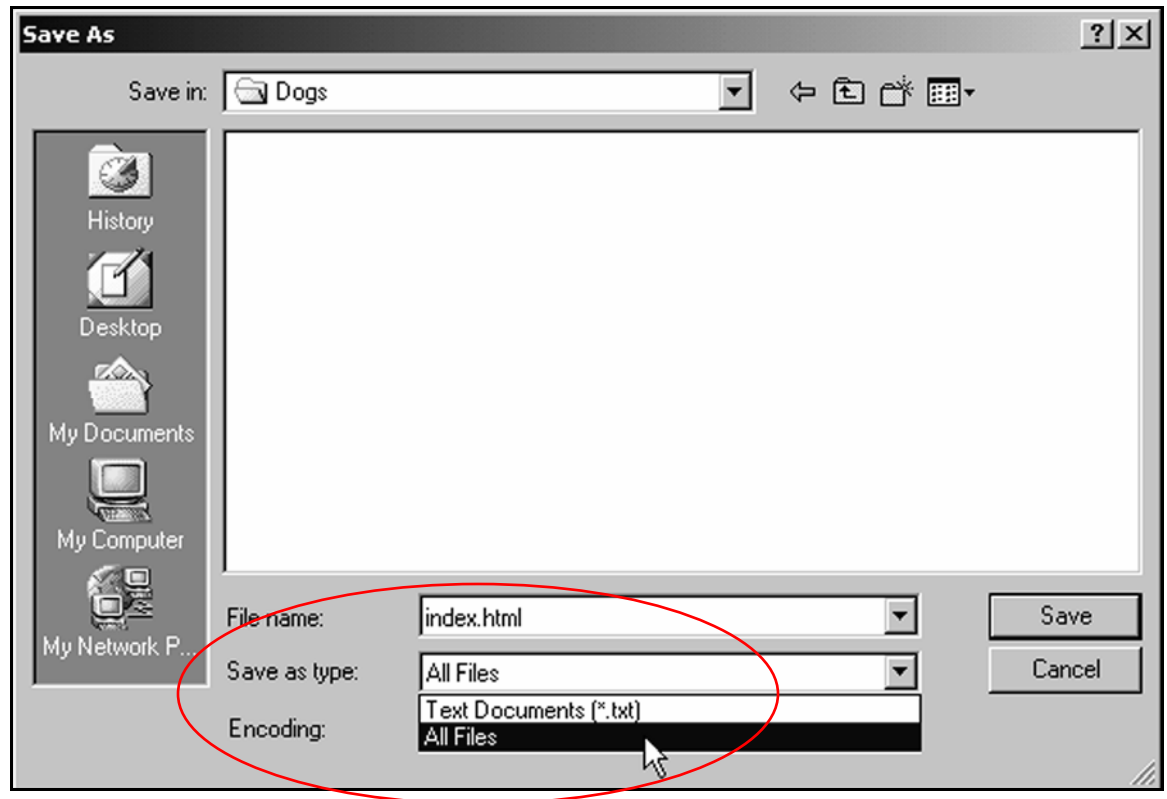 Save As
Save in: Dogs
History
Desktop
My Documents
My Computer
My Network P...
File name: index.html Save
Save as type: All Files Cancel
Text Documents (*.txt)
Encoding: All Files